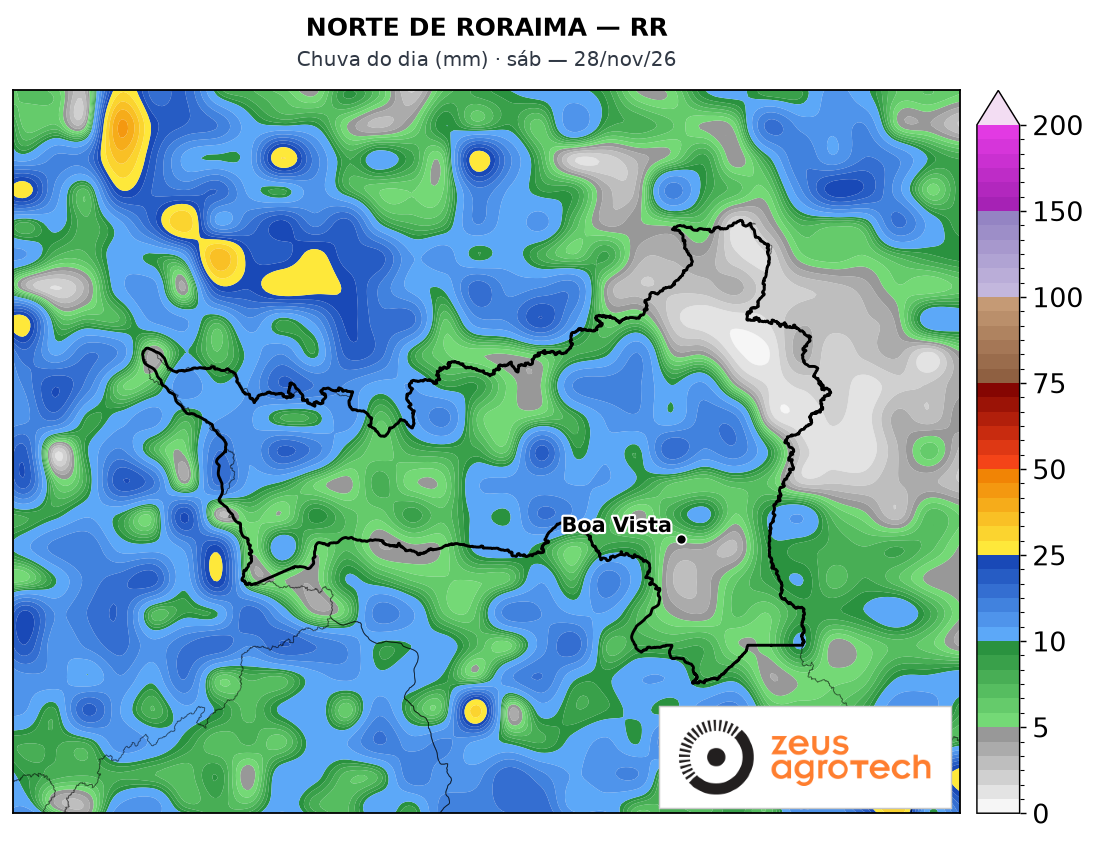 NORTE DE RORAIMA — RR
Chuva do dia (mm) · sáb — 28/nov/26
200
150
100
75
50
25
10
5
0
Boa Vista
zeus
agrotech